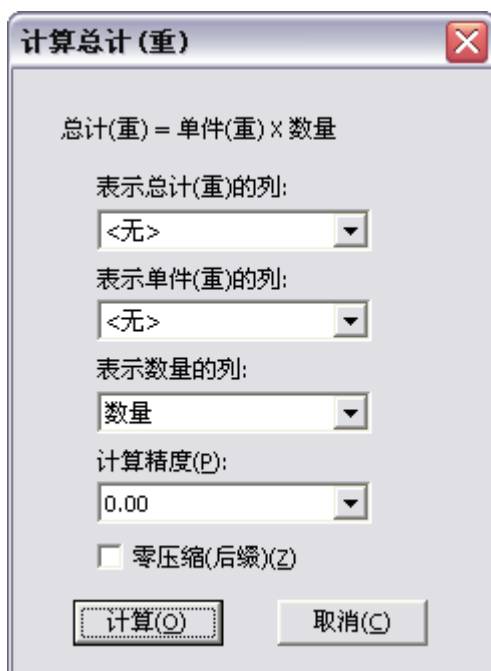 计算总计(重)
总计(重) = 单件(重) X 数量
表示总计(重)的列:
<无>
表示单件(重)的列:
<无>
表示数量的列:
数量
计算精度(P):
0.00
零压缩(后缀)(Z)
计算(O) 取消(C)